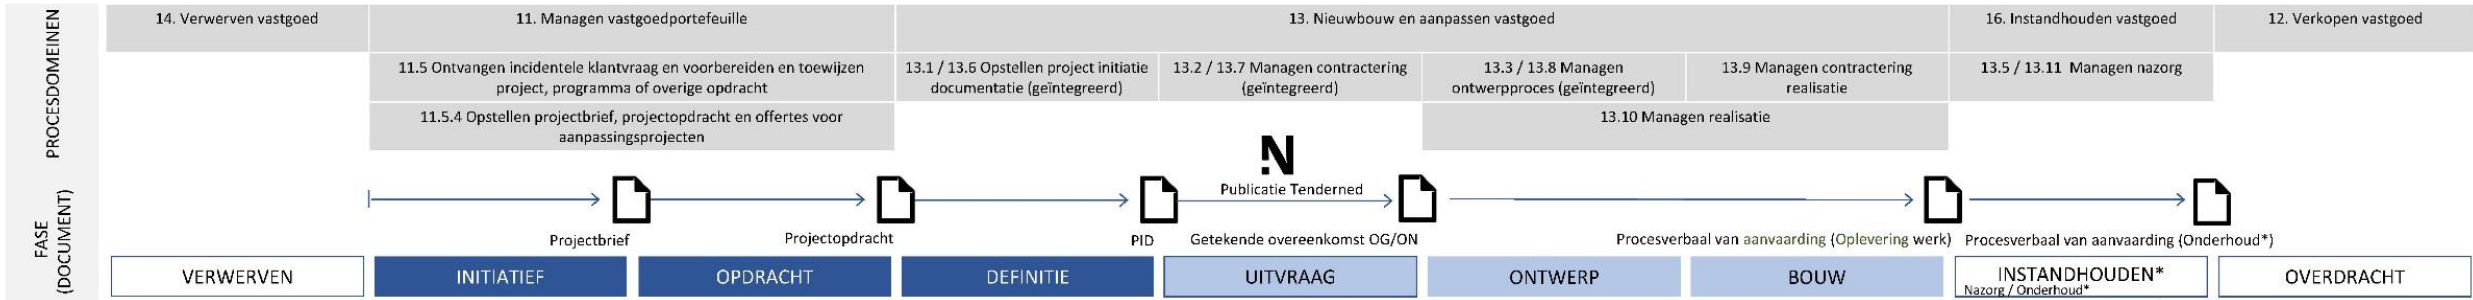 PROCESDOMEINEN
14. Verwerven vastgoed
11. Managen vastgoedportefeuille
13. Nieuwbouw en aanpassen vastgoed
16. Instandhouden vastgoed
12. Verkopen vastgoed
11.5 Ontvangen incidentele klantvraag en voorbereiden en toewijzen
project, programma of overige opdracht
13.1 / 13.6 Opstellen project initiatie
documentatie (geïntegreerd)
13.2 / 13.7 Managen contractering
(geïntegreerd)
13.3 / 13.8 Managen
ontwerpproces (geïntegreerd)
13.9 Managen contractering
realisatie
13.5 / 13.11 Managen nazorg
11.5.4 Opstellen projectbrief, projectopdracht en offertes voor
aanpassingsprojecten
13.10 Managen realisatie
FASE
(DOCUMENT)
N
Publicatie Tenderned
Projectbrief
Projectopdracht
PID
Getekende overeenkomst OG/ON
Procesverbaal van aanvaarding (Oplevering werk)
Procesverbaal van aanvaarding (Onderhoud*)
VERWERVEN
INITIATIEF
OPDRACHT
DEFINITIE
UITVRAAG
ONTWERP
BOUW
INSTANDHOUDEN*
Nazorg / Onderhoud*
OVERDRACHT